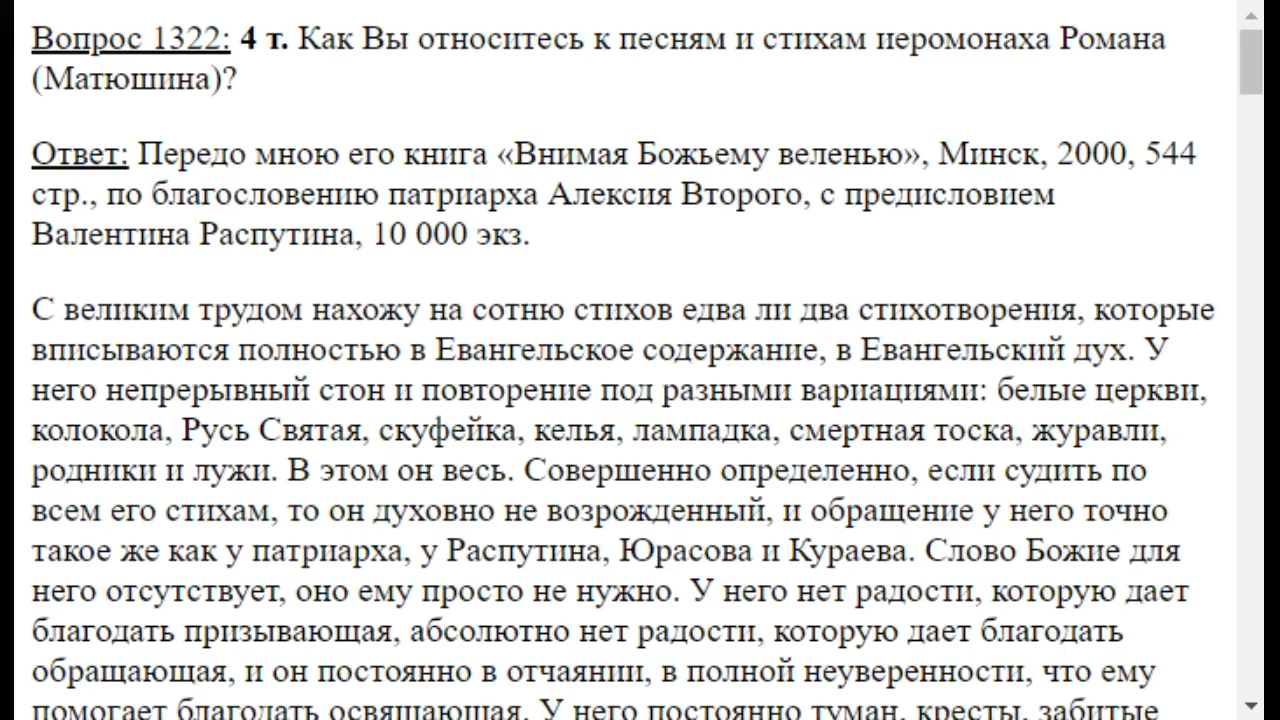 Вопрос 1322: 4 т. Как Вы относитесь к песням и стихам иеромонаха Романа
(Матюшина)?
Ответ: Передо мною его книга «Внимая Божьему веленью», Минск, 2000, 544
стр., по благословению патриарха Алексия Второго, с предисловием
Валентина Распутина, 10 000 экз.
С великим трудом нахожу на сотню стихов едва ли два стихотворения, которые
вписываются полностью в Евангельское содержание, в Евангельский дух. У
него непрерывный стон и повторение под разными вариациями: белые церкви,
колокола, Русь Святая, скуфейка, келья, лампадка, смертная тоска, журавли,
родники и лужи. В этом он весь. Совершенно определенно, если судить по
всем его стихам, то он духовно не возрожденный, и обращение у него точно
такое же как у патриарха, у Распутина, Юрасова и Кураева. Слово Божие для
него отсутствует, оно ему просто не нужно. У него нет радости, которую дает
благодать призывающая, абсолютно нет радости, которую дает благодать
обращающая, и он постоянно в отчаянии, в полной неуверенности, что ему
помогает благодать освящающая. У него постоянно туман, кресты, забитые